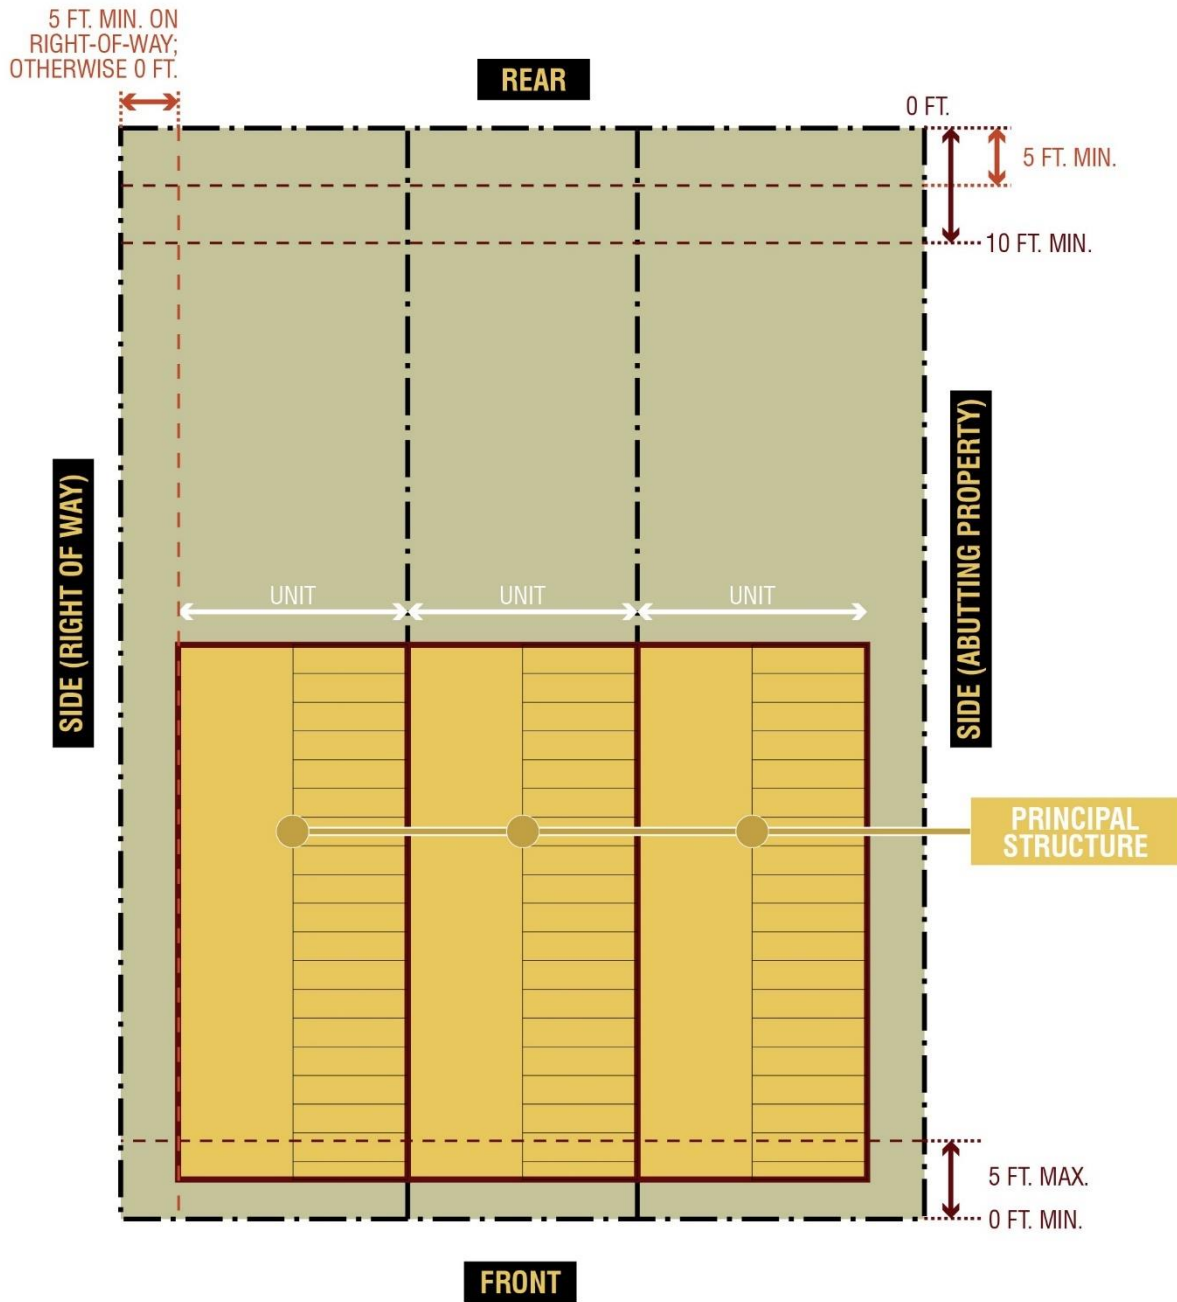 5 FT. MIN. ON
RIGHT-OF-WAY;
OTHERWISE 0 FT.
REAR
0 FT.
5 FT. MIN.
10 FT. MIN.
SIDE (RIGHT OF WAY)
SIDE (ABUTTING PROPERTY)
UNIT
UNIT
UNIT
PRINCIPAL
STRUCTURE
5 FT. MAX.
0 FT. MIN.
FRONT